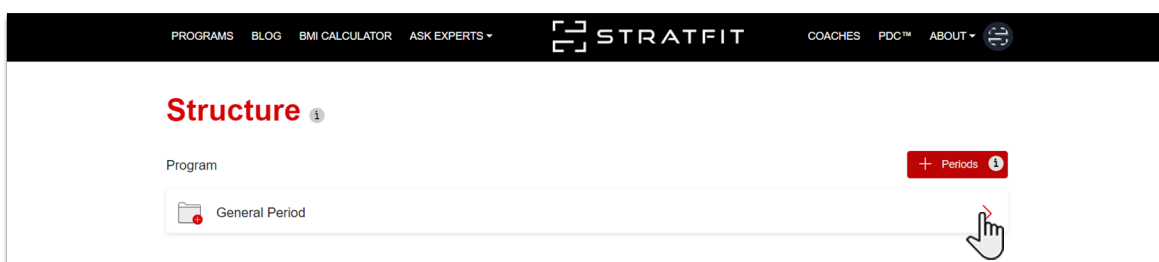 PROGRAMS BLOG BMI CALCULATOR ASK EXPERTS STRATFIT COACHES PDC™ ABOUT
Structure i
Program + Periods i
General Period